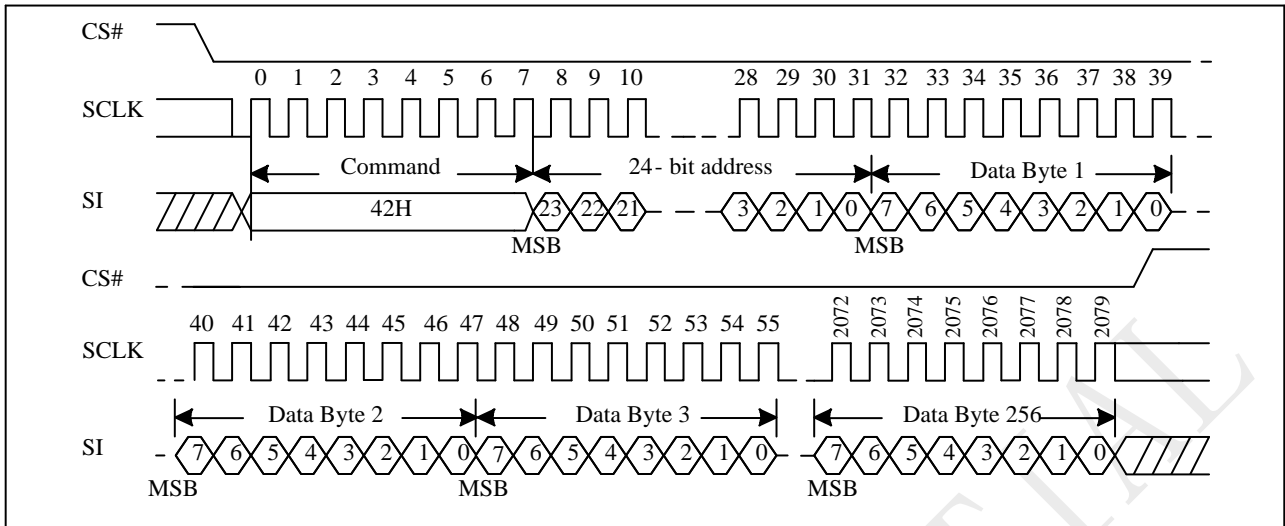 CS#
0 1 2 3 4 5 6 7 8 9 10 28 29 30 31 32 33 34 35 36 37 38 39
SCLK
Command 24- bit address Data Byte 1
SI 42H 23 22 21 3 2 1 0 7 6 5 4 3 2 1 0
MSB MSB
CS#
40 41 42 43 44 45 46 47 48 49 50 51 52 53 54 55 2072 2073 2074 2075 2076 2077 2078 2079
SCLK
Data Byte 2 Data Byte 3 Data Byte 256
SI 7 6 5 4 3 2 1 0 7 6 5 4 3 2 1 0 7 6 5 4 3 2 1 0
MSB MSB MSB
TIAL